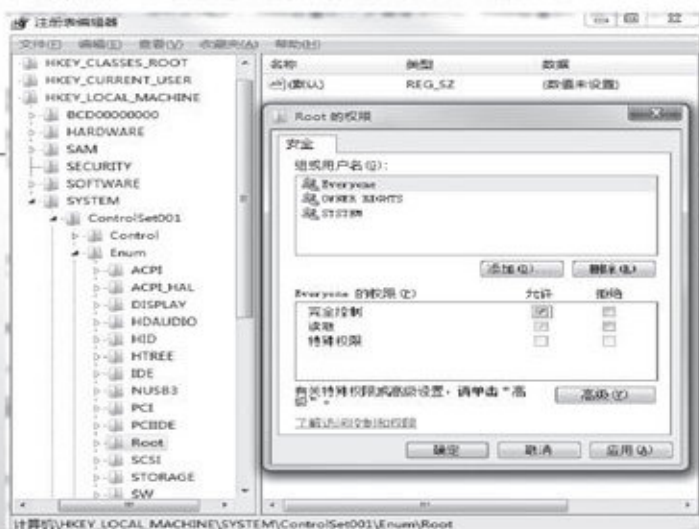 注册表编辑器
文件(F) 编辑(E) 查看(V) 收藏夹(A) 帮助(H)
HKEY_CLASSES_ROOT
HKEY_CURRENT_USER
HKEY_LOCAL_MACHINE
BCD00000000
HARDWARE
SAM
SECURITY
SOFTWARE
SYSTEM
ControlSet001
Control
Enum
ACPI
ACPI_HAL
DISPLAY
HDAUDIO
HID
HTREE
IDE
NUSB3
PCI
PCIIDE
Root
SCSI
STORAGE
SW
名称 类型 数据
ab (默认) REG_SZ (数值未设置)
Root 的权限
安全
组或用户名(G):
Everyone
OWNER RIGHTS
SYSTEM
添加(D)... 删除(R)
Everyone 的权限(P) 允许 拒绝
完全控制
读取
特殊权限
有关特殊权限或高级设置，请单击“高级”。
高级(V)
了解访问控制和权限
确定 取消 应用(A)
计算机\HKEY_LOCAL_MACHINE\SYSTEM\ControlSet001\Enum\Root